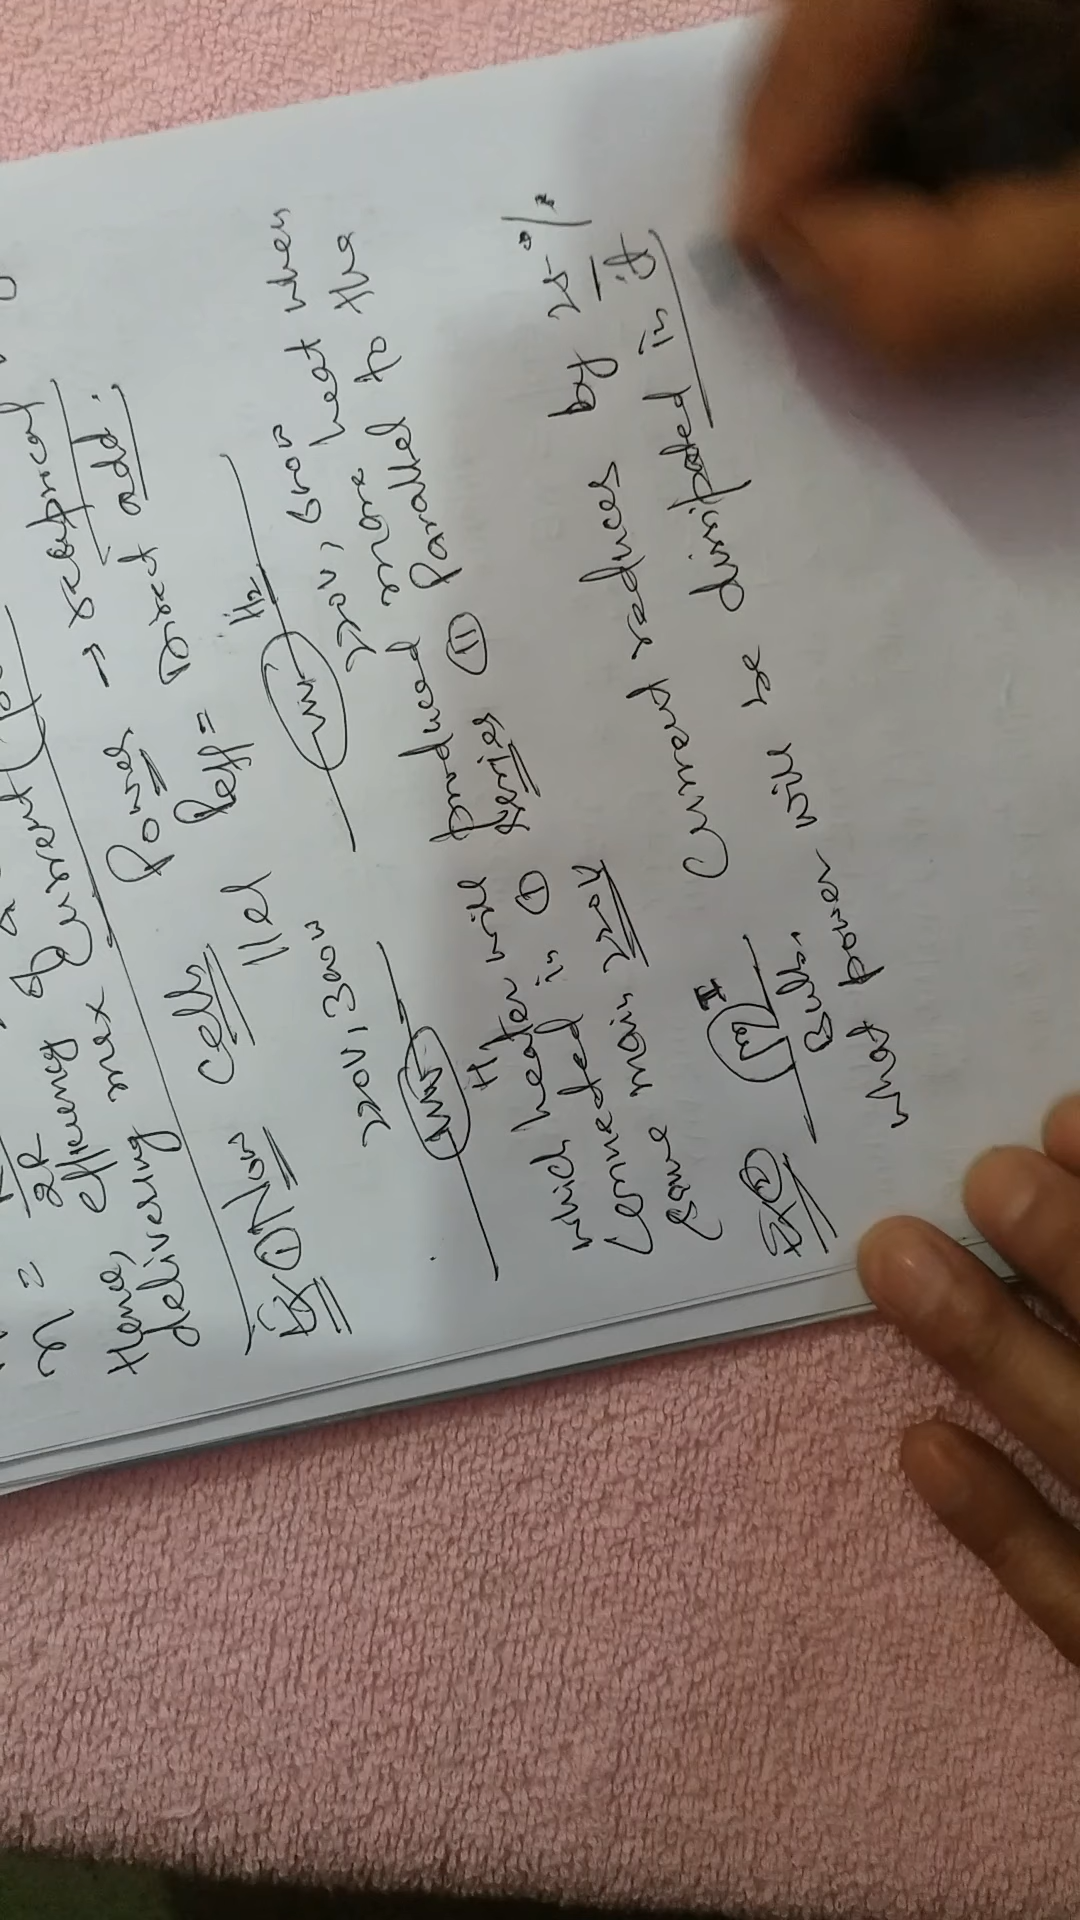 η =
2R
Hence, efficiency of current
delivering max
Cells Power → reciprocal
lled Peff = Direct add.
Ex ① Now
220V, 300W 220V, 600W
H₁ H₂
Which heater will produced more heat when
Connected in ① series ② Parallel to the
same main 220V
Ex ② I Current reduces by 25%
Bulb,
What power will be dissipated in it